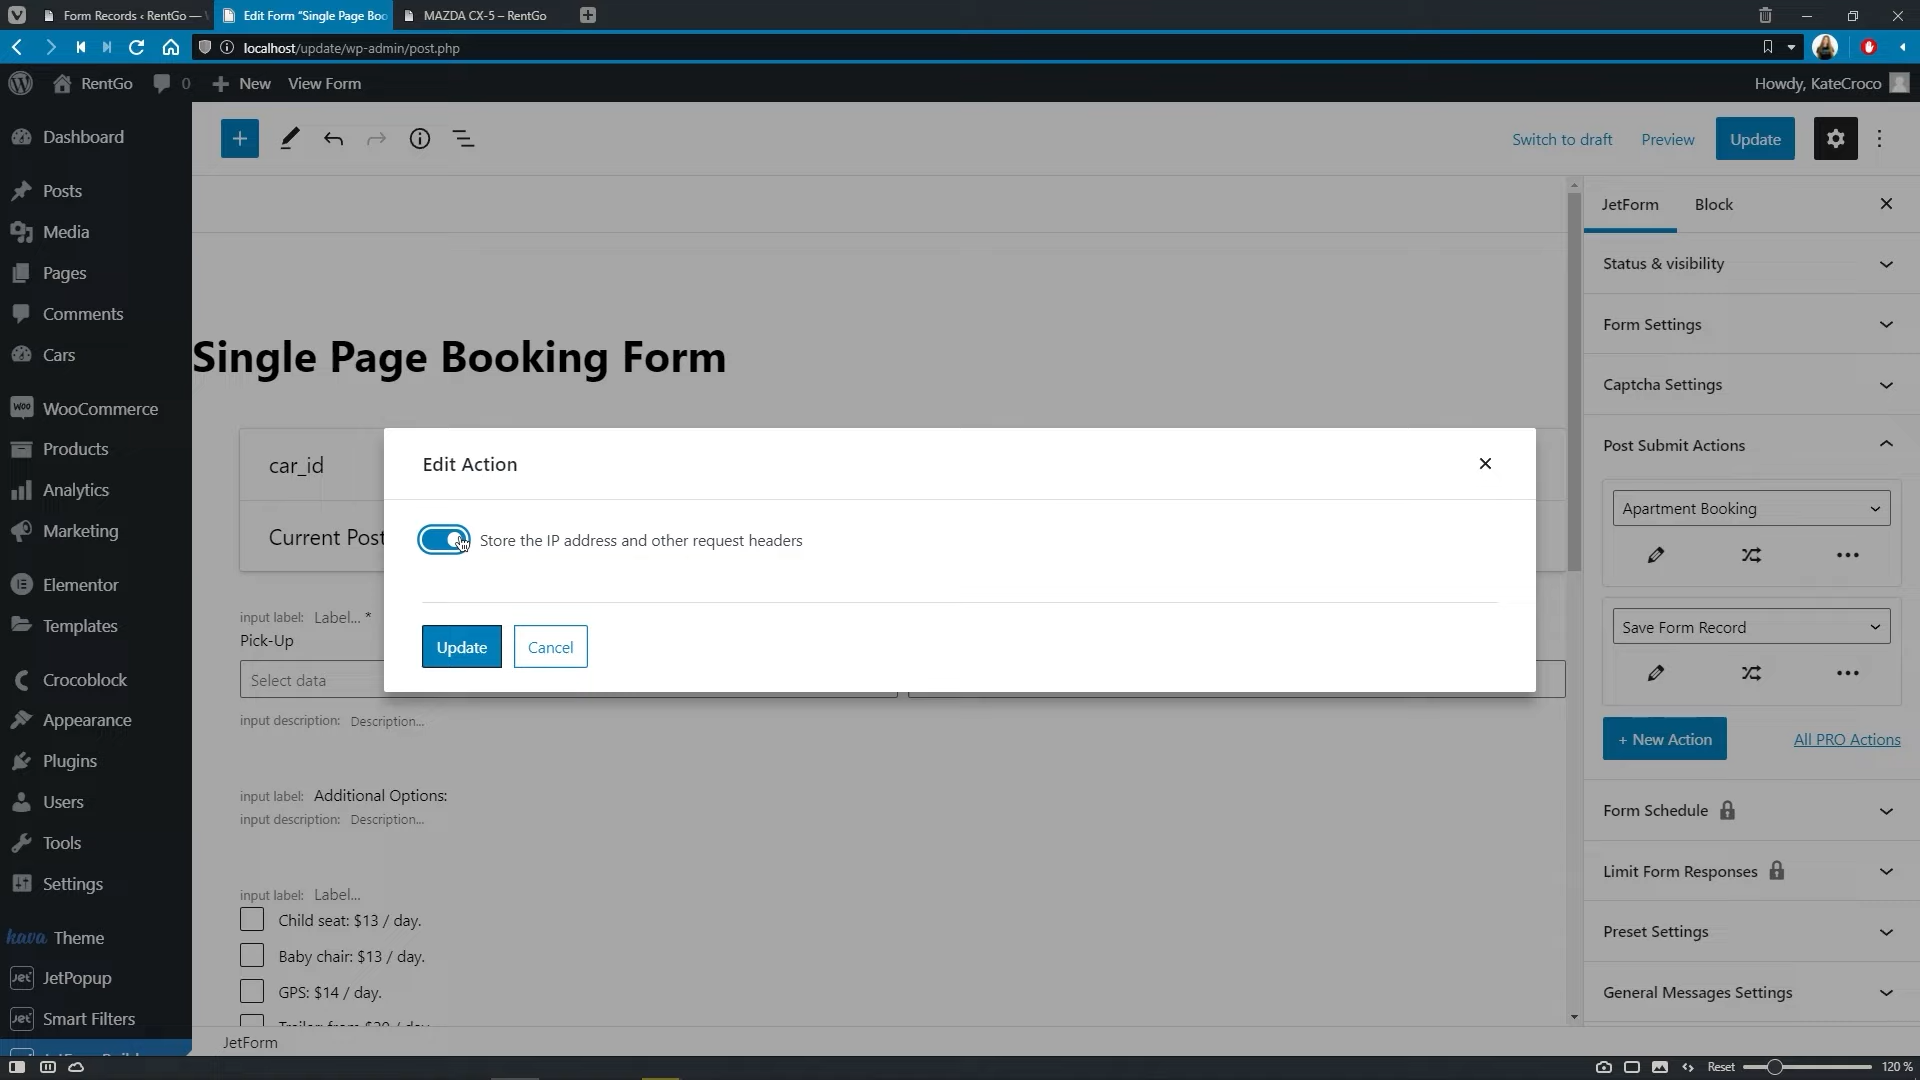 Form Records ‹ RentGo —
Edit Form “Single Page Boo
MAZDA CX-5 – RentGo
localhost/update/wp-admin/post.php
RentGo
0
New
View Form
Howdy, KateCroco
Dashboard
Posts
Media
Pages
Comments
Cars
WooCommerce
Products
Analytics
Marketing
Elementor
Templates
Crocoblock
Appearance
Plugins
Users
Tools
Settings
hava Theme
JetPopup
Smart Filters
Switch to draft
Preview
Update
Single Page Booking Form
car_id
Current Post
Edit Action
Store the IP address and other request headers
Update
Cancel
input label: Label... *
Pick-Up
Select data
input description: Description...
input label: Additional Options:
input description: Description...
input label: Label...
Child seat: $13 / day.
Baby chair: $13 / day.
GPS: $14 / day.
JetForm
JetForm
Block
Status & visibility
Form Settings
Captcha Settings
Post Submit Actions
Apartment Booking
Save Form Record
+ New Action
All PRO Actions
Form Schedule
Limit Form Responses
Preset Settings
General Messages Settings
Reset
120 %